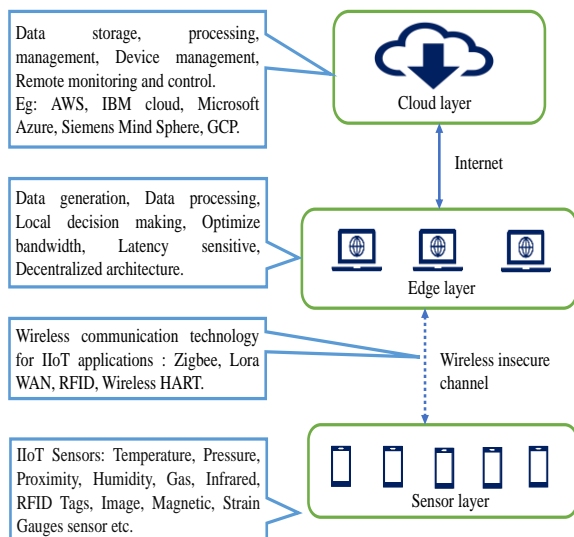 Data storage, processing,
management, Device management,
Remote monitoring and control.
Eg: AWS, IBM cloud, Microsoft
Azure, Siemens Mind Sphere, GCP.
Cloud layer
Internet
Data generation, Data processing,
Local decision making, Optimize
bandwidth, Latency sensitive,
Decentralized architecture.
Edge layer
Wireless communication technology
for IIoT applications : Zigbee, Lora
WAN, RFID, Wireless HART.
Wireless insecure
channel
IIoT Sensors: Temperature, Pressure,
Proximity, Humidity, Gas, Infrared,
RFID Tags, Image, Magnetic, Strain
Gauges sensor etc.
Sensor layer